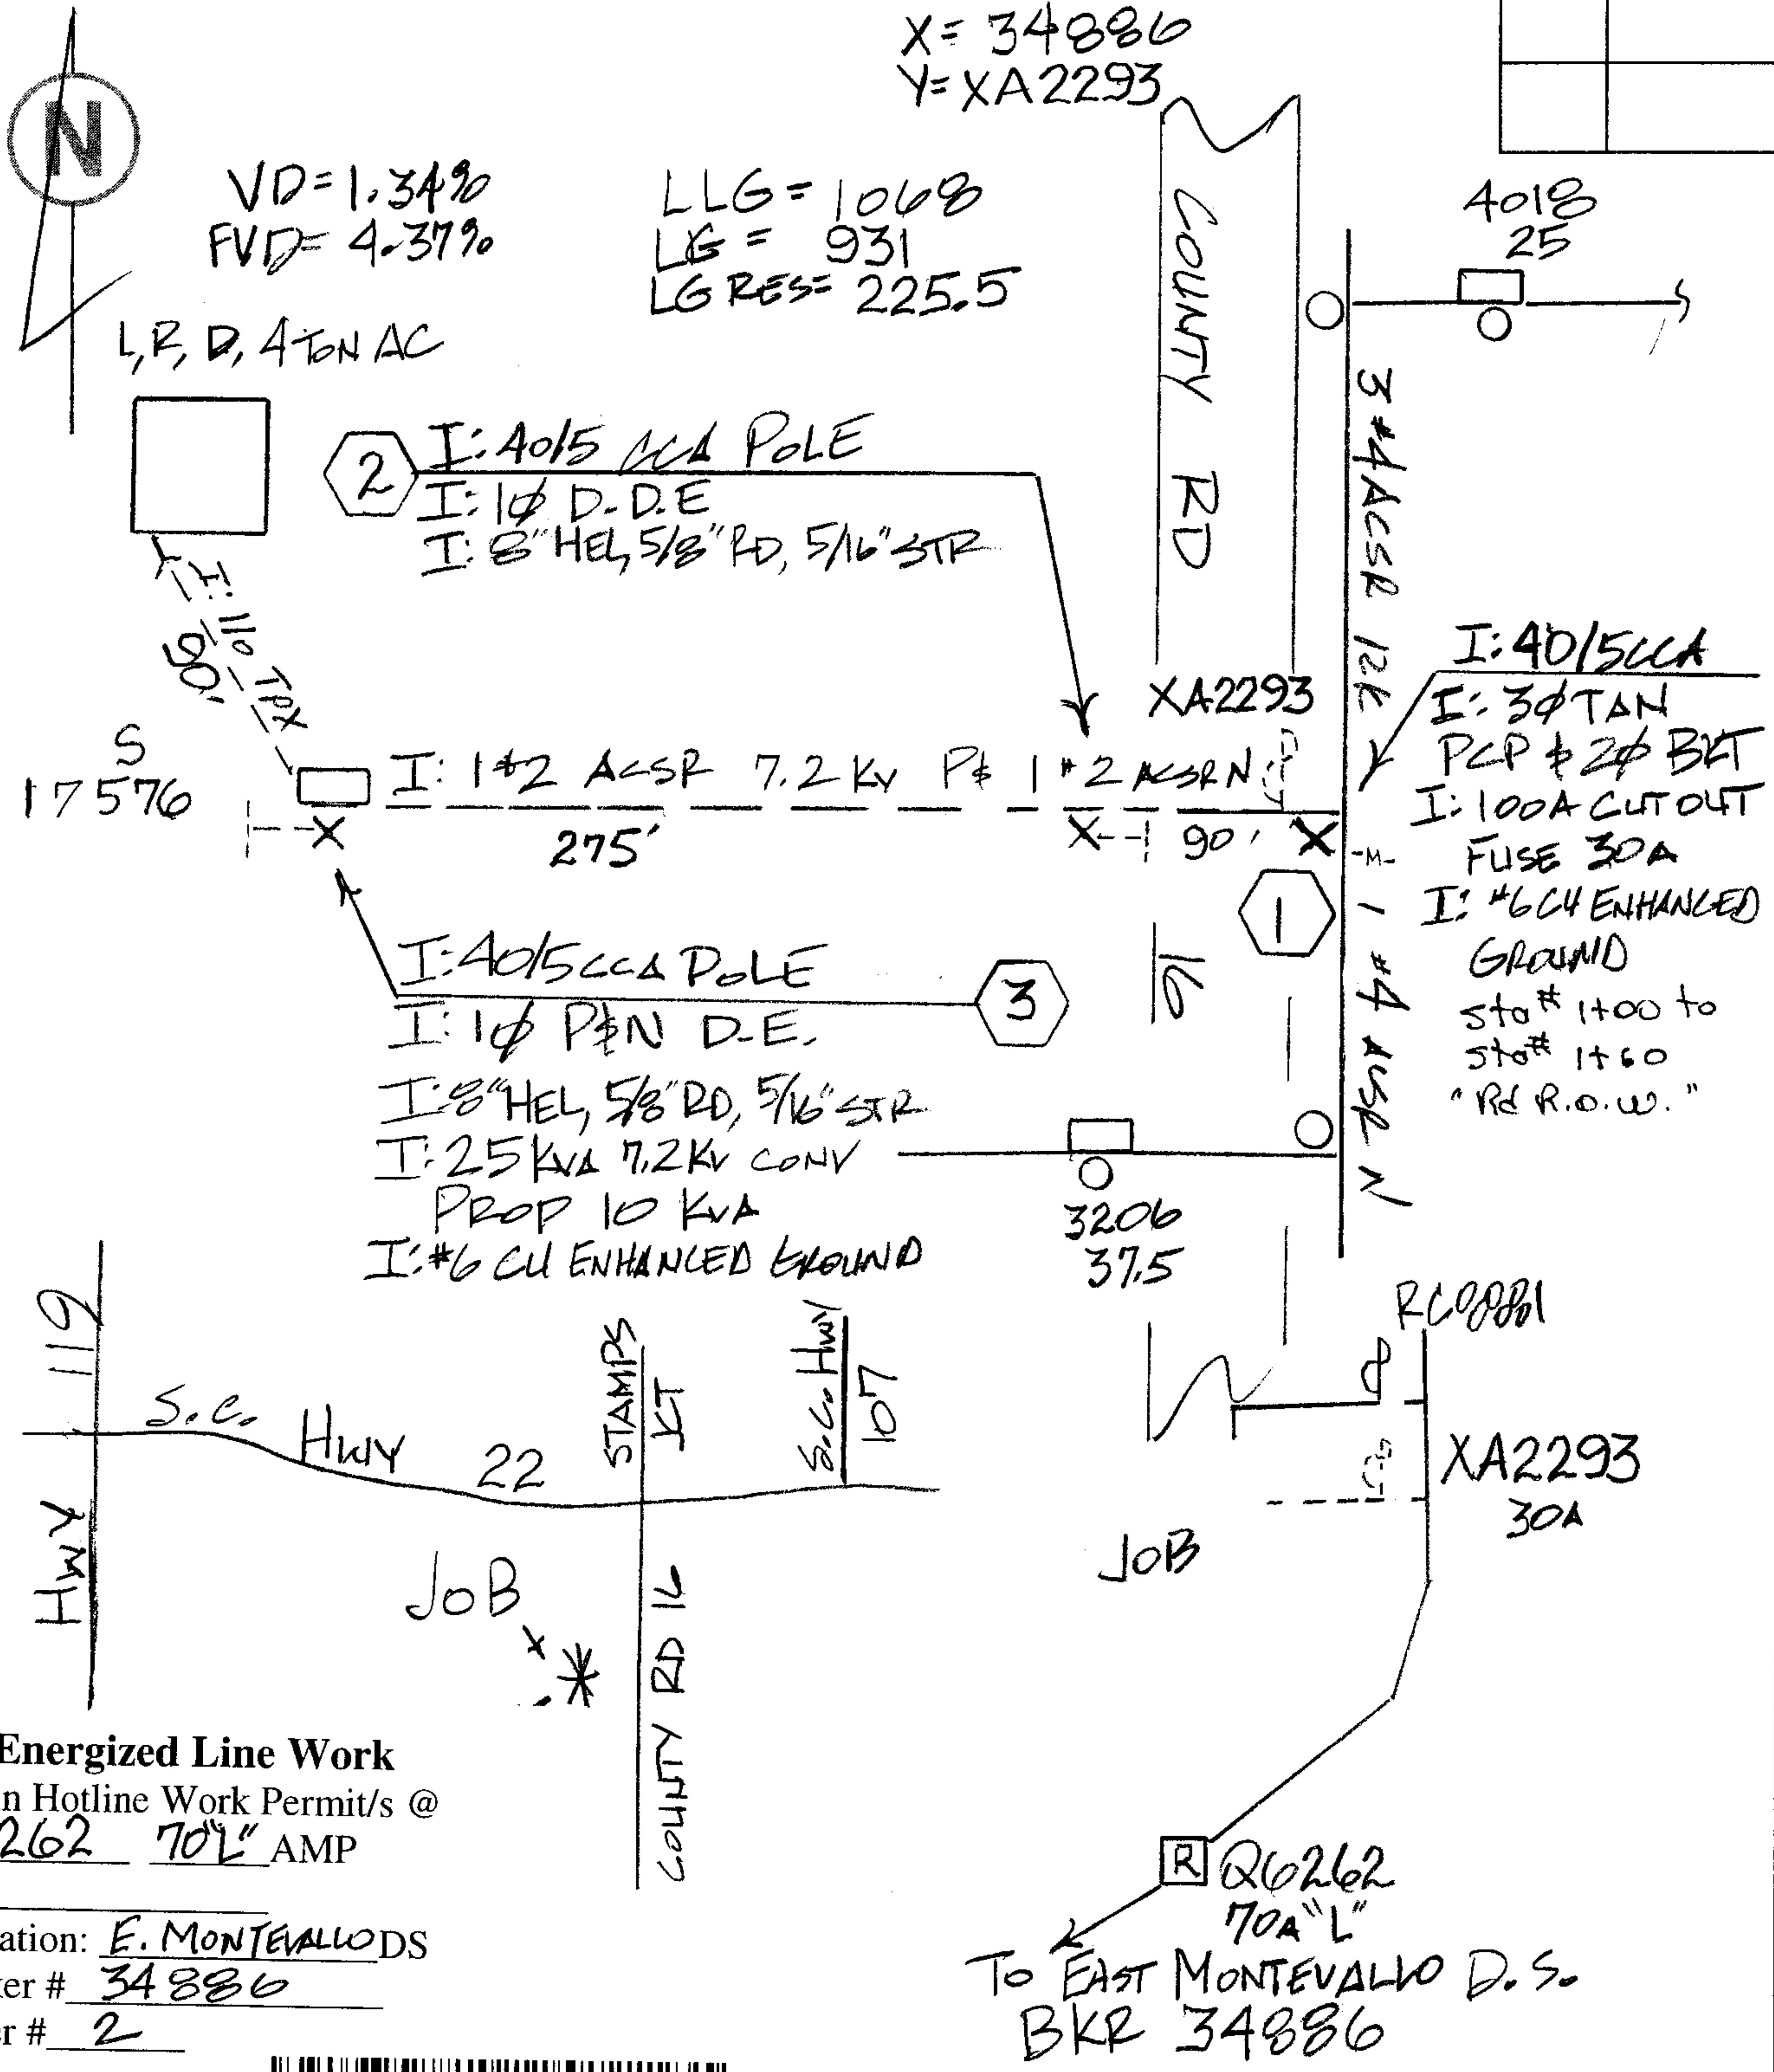 X= 34886
Y= XA2293
N
VD=1.34%
FVD= 4.37%
LLG= 1068
LG= 931
LG RES= 225.5
4018
25
COUNTY RD
L, R, D, 4 TON AC
3 #4 ACSR 12K
2
I: 40/5 CCA POLE
I: 1Ø D-D.E
I: 8" HEL, 5/8" RD, 5/16" STR
I: 1/0 TPX
90'
S
17576
XA2293
I: 1#2 ACSR 7.2 KV P& 1#2 ACSR N
275'
90'
-M-
I: 40/5 CCA
I: 3Ø TAN
PCP & 2Ø BKT
I: 100A CUTOUT
FUSE 30A
I: #6 CU ENHANCED
GROUND
sta# 1+00 to
sta# 1+60
"Rd R.O.W."
1
16
1 #4 ACSR N
3
I: 40/5 CCA POLE
I: 1Ø P&N D-E.
I: 8" HEL, 5/8" RD, 5/16" STR
I: 25 KVA 7.2 KV CONV
PROP 10 KVA
I: #6 CU ENHANCED GROUND
3206
37.5
HWY 119
S.C. HWY 22
STAMPS
JCT
S.C. HWY
107
JOB
COUNTY RD 16
XA2293
30A
JOB
R Q6262
70A "L"
TO EAST MONTEVALLO D.S.
BKR 34886
Energized Line Work
n Hotline Work Permit/s @
262 70"L" AMP
ation: E. MONTEVALLO DS
er # 34886
r # 2